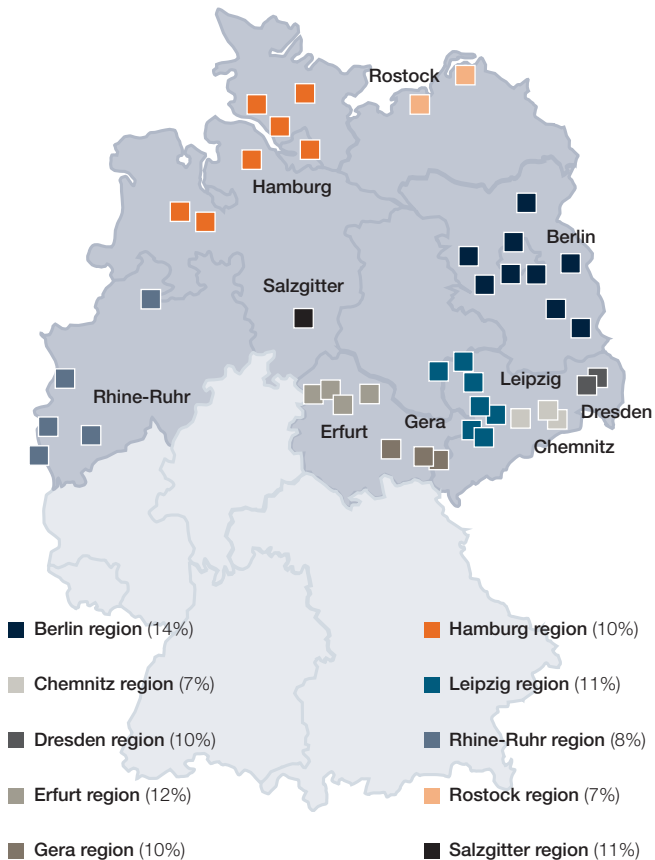 Rostock
Hamburg
Berlin
Salzgitter
Rhine-Ruhr
Leipzig
Dresden
Erfurt
Gera
Chemnitz
Berlin region (14%)
Chemnitz region (7%)
Dresden region (10%)
Erfurt region (12%)
Gera region (10%)
Hamburg region (10%)
Leipzig region (11%)
Rhine-Ruhr region (8%)
Rostock region (7%)
Salzgitter region (11%)